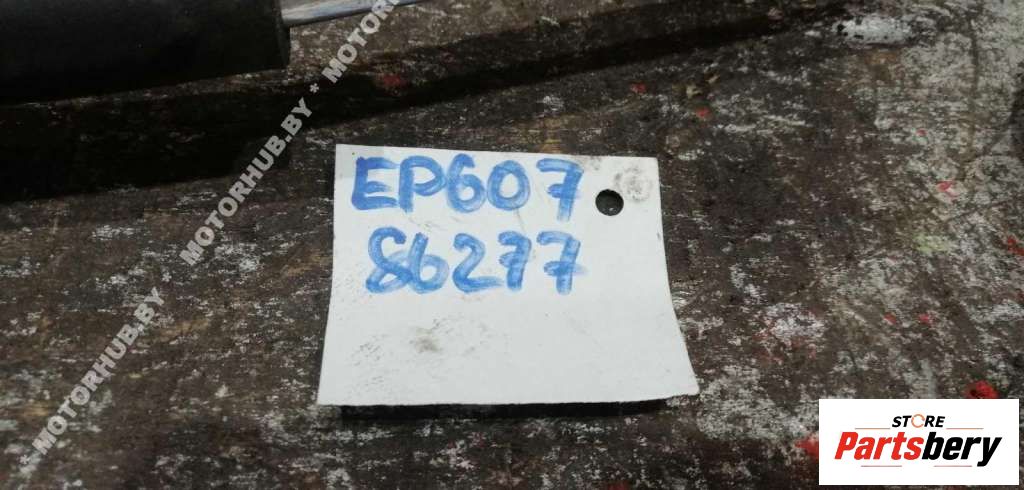 MOTORHUB.BY * MOTORHUB.BY * MOTOR
EP607
86277
STORE
Partsbery